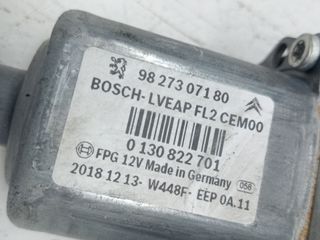 98 273 071 80
BOSCH-LVEAP FL2 CEM00
0 130 822 701
FPG 12V Made in Germany 058
2018 12 13- W448F- EEP 0A.11